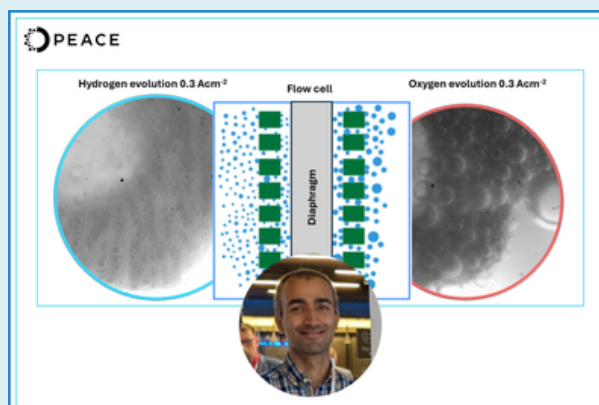 PEACE
Hydrogen evolution 0.3 Acm⁻²
Flow cell
Oxygen evolution 0.3 Acm⁻²
Diaphragm